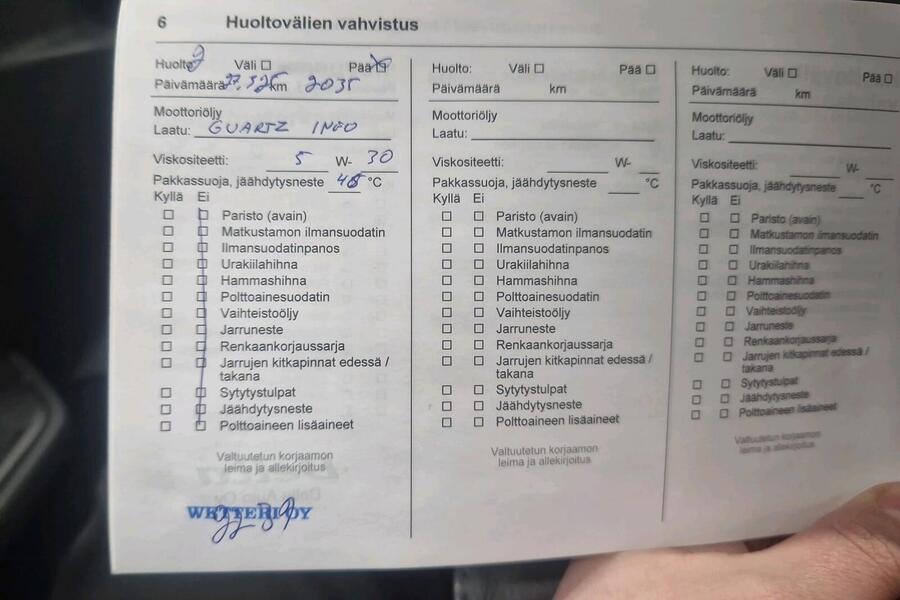 6 Huoltovälien vahvistus
Huolto 2 Väli ☐ Pää ☒
Päivämäärä km 2035
Moottoriöljy
Laatu: QUARTZ INEO
Viskositeetti: 5 W- 30
Pakkassuoja, jäähdytysneste °C
Kyllä Ei
☐ ☐ Paristo (avain)
☐ ☐ Matkustamon ilmansuodatin
☐ ☐ Ilmansuodatinpanos
☐ ☐ Urakiilahihna
☐ ☐ Hammashihna
☐ ☐ Polttoainesuodatin
☐ ☐ Vaihteistoöljy
☐ ☐ Jarruneste
☐ ☐ Renkaankorjaussarja
☐ ☐ Jarrujen kitkapinnat edessä /
takana
☐ ☐ Sytytystulpat
☐ ☐ Jäähdytysneste
☐ ☐ Polttoaineen lisäaineet
Valtuutetun korjaamon
leima ja allekirjoitus
WETTERI OY
Huolto: Väli ☐ Pää ☐
Päivämäärä km
Moottoriöljy
Laatu:
Viskositeetti: W-
Pakkassuoja, jäähdytysneste °C
Kyllä Ei
☐ ☐ Paristo (avain)
☐ ☐ Matkustamon ilmansuodatin
☐ ☐ Ilmansuodatinpanos
☐ ☐ Urakiilahihna
☐ ☐ Hammashihna
☐ ☐ Polttoainesuodatin
☐ ☐ Vaihteistoöljy
☐ ☐ Jarruneste
☐ ☐ Renkaankorjaussarja
☐ ☐ Jarrujen kitkapinnat edessä /
takana
☐ ☐ Sytytystulpat
☐ ☐ Jäähdytysneste
☐ ☐ Polttoaineen lisäaineet
Valtuutetun korjaamon
leima ja allekirjoitus
Huolto: Väli ☐ Pää ☐
Päivämäärä km
Moottoriöljy
Laatu:
Viskositeetti: W-
Pakkassuoja, jäähdytysneste °C
Kyllä Ei
☐ ☐ Paristo (avain)
☐ ☐ Matkustamon ilmansuodatin
☐ ☐ Ilmansuodatinpanos
☐ ☐ Urakiilahihna
☐ ☐ Hammashihna
☐ ☐ Polttoainesuodatin
☐ ☐ Vaihteistoöljy
☐ ☐ Jarruneste
☐ ☐ Renkaankorjaussarja
☐ ☐ Jarrujen kitkapinnat edessä /
takana
☐ ☐ Sytytystulpat
☐ ☐ Jäähdytysneste
☐ ☐ Polttoaineen lisäaineet
Valtuutetun korjaamon
leima ja allekirjoitus